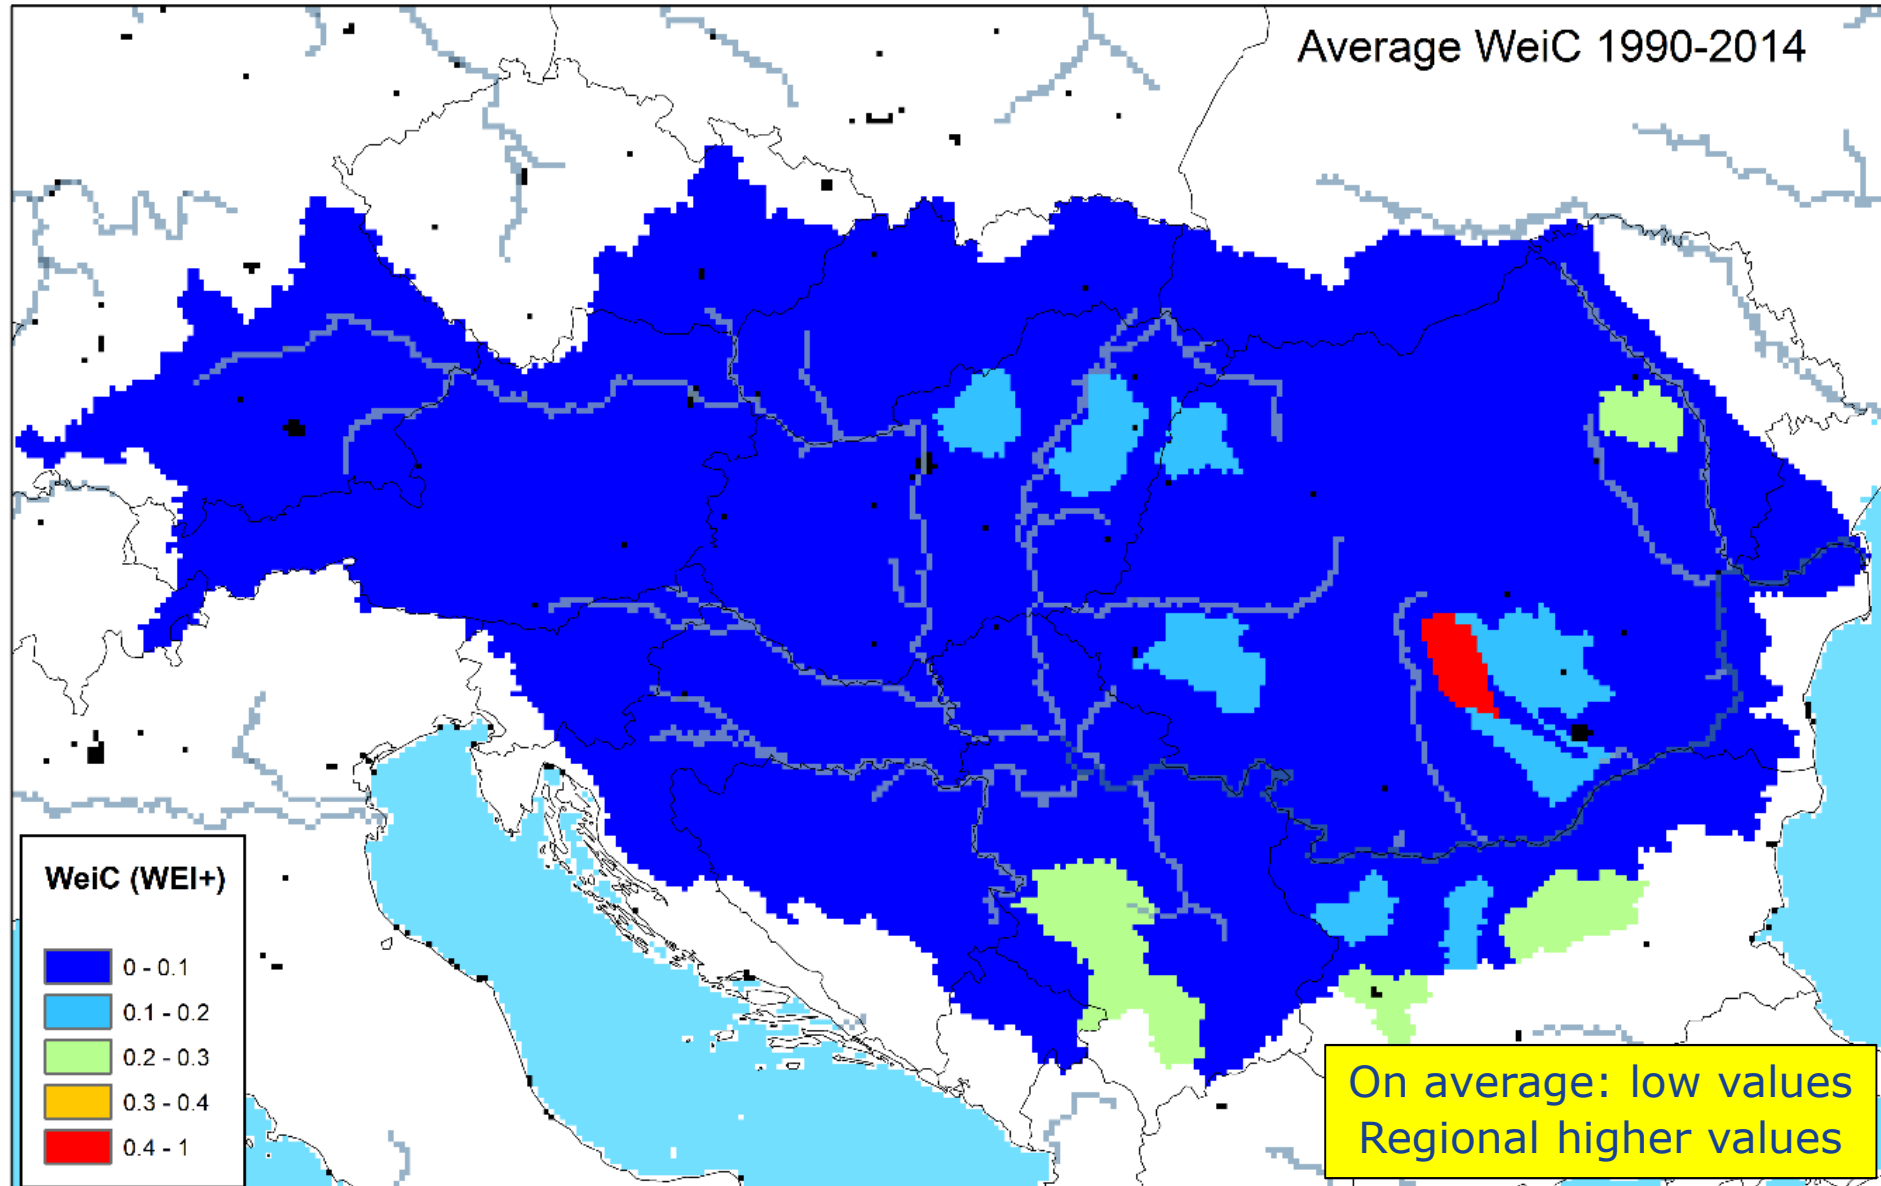 Average WeiC 1990-2014
WeiC (WEI+)
0 - 0.1
0.1 - 0.2
0.2 - 0.3
0.3 - 0.4
0.4 - 1
On average: low values
Regional higher values